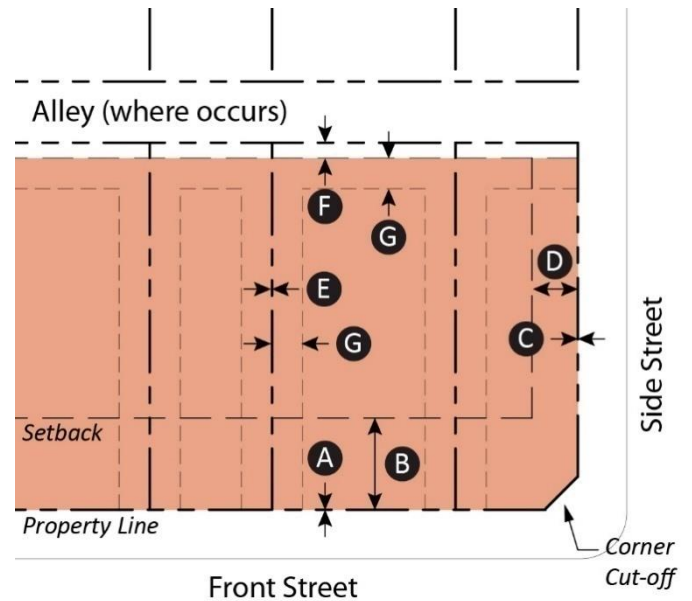 Alley (where occurs)
F
G
D
E
C
G
Side Street
Setback
A
B
Property Line
Corner
Cut-off
Front Street